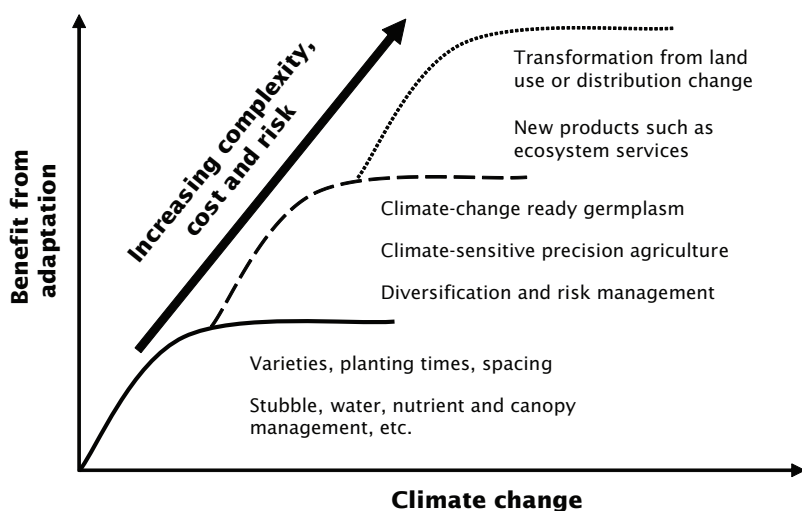 Benefit from
adaptation
Increasing complexity,
cost and risk
Transformation from land
use or distribution change
New products such as
ecosystem services
Climate-change ready germplasm
Climate-sensitive precision agriculture
Diversification and risk management
Varieties, planting times, spacing
Stubble, water, nutrient and canopy
management, etc.
Climate change